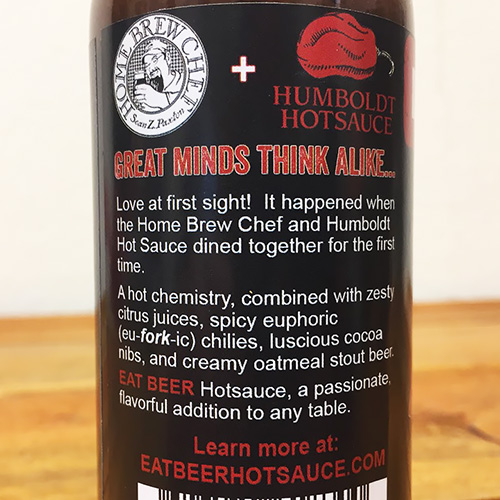 HOME BREW CHEF
Sean Z. Paxton
+
HUMBOLDT
HOTSAUCE
GREAT MINDS THINK ALIKE...
Love at first sight! It happened when
the Home Brew Chef and Humboldt
Hot Sauce dined together for the first
time.
A hot chemistry, combined with zesty
citrus juices, spicy euphoric
(eu-fork-ic) chilies, luscious cocoa
nibs, and creamy oatmeal stout beer.
EAT BEER Hotsauce, a passionate,
flavorful addition to any table.
Learn more at:
EATBEERHOTSAUCE.COM